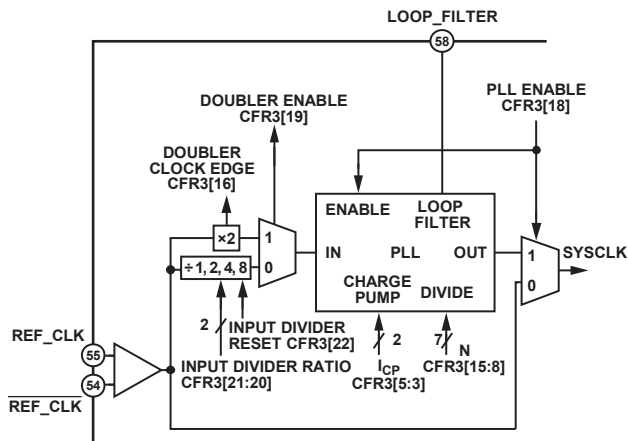 LOOP_FILTER
58
DOUBLER ENABLE
CFR3[19]
PLL ENABLE
CFR3[18]
DOUBLER
CLOCK EDGE
CFR3[16]
ENABLE
LOOP
FILTER
×2
1
IN
PLL
OUT
1
SYSCLK
÷1, 2, 4, 8
0
0
CHARGE
PUMP
DIVIDE
2
INPUT DIVIDER
RESET CFR3[22]
2
7
N
CFR3[15:8]
REF_CLK
55
INPUT DIVIDER RATIO
CFR3[21:20]
ICP
CFR3[5:3]
54
REF_CLK